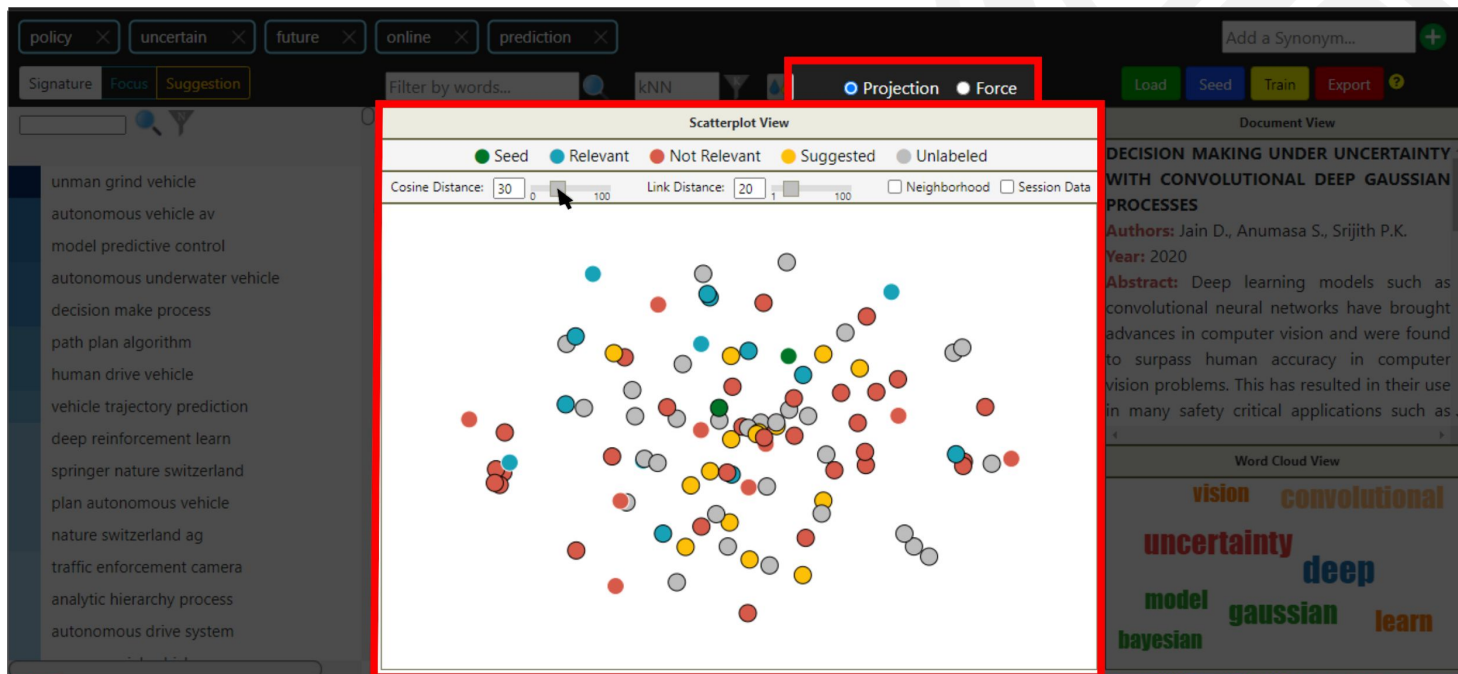 policy × uncertain × future × online × prediction × Add a Synonym...
Signature Focus Suggestion Filter by words... kNN Projection Force Load Seed Train Export ?
Scatterplot View
Seed Relevant Not Relevant Suggested Unlabeled
Cosine Distance: 30 0 100 Link Distance: 20 1 100 Neighborhood Session Data
unman grind vehicle
autonomous vehicle av
model predictive control
autonomous underwater vehicle
decision make process
path plan algorithm
human drive vehicle
vehicle trajectory prediction
deep reinforcement learn
springer nature switzerland
plan autonomous vehicle
nature switzerland ag
traffic enforcement camera
analytic hierarchy process
autonomous drive system
Document View
DECISION MAKING UNDER UNCERTAINTY
WITH CONVOLUTIONAL DEEP GAUSSIAN
PROCESSES
Authors: Jain D., Anumasa S., Srijith P.K.
Year: 2020
Abstract: Deep learning models such as
convolutional neural networks have brought
advances in computer vision and were found
to surpass human accuracy in computer
vision problems. This has resulted in their use
in many safety critical applications such as
Word Cloud View
vision convolutional
uncertainty
deep
model gaussian learn
bayesian